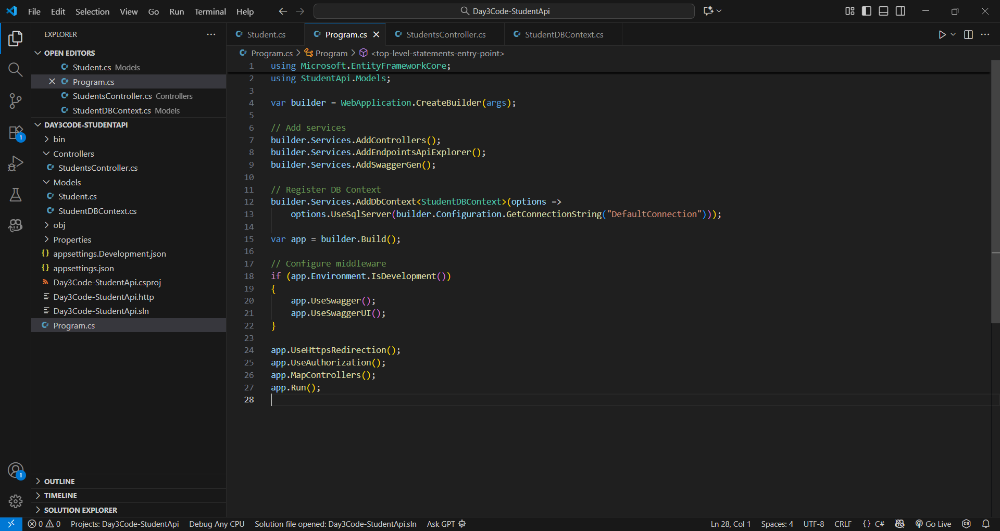 File Edit Selection View Go Run Terminal Help
Day3Code-StudentApi
EXPLORER
OPEN EDITORS
Student.cs Models
Program.cs
StudentsController.cs Controllers
StudentDBContext.cs Models
DAY3CODE-STUDENTAPI
bin
Controllers
StudentsController.cs
Models
Student.cs
StudentDBContext.cs
obj
Properties
appsettings.Development.json
appsettings.json
Day3Code-StudentApi.csproj
Day3Code-StudentApi.http
Day3Code-StudentApi.sln
Program.cs
OUTLINE
TIMELINE
SOLUTION EXPLORER
1
1
Student.cs Program.cs StudentsController.cs StudentDBContext.cs
Program.cs > Program > <top-level-statements-entry-point>
1 using Microsoft.EntityFrameworkCore;
2 using StudentApi.Models;
3
4 var builder = WebApplication.CreateBuilder(args);
5
6 // Add services
7 builder.Services.AddControllers();
8 builder.Services.AddEndpointsApiExplorer();
9 builder.Services.AddSwaggerGen();
10
11 // Register DB Context
12 builder.Services.AddDbContext<StudentDBContext>(options =>
13 options.UseSqlServer(builder.Configuration.GetConnectionString("DefaultConnection")));
14
15 var app = builder.Build();
16
17 // Configure middleware
18 if (app.Environment.IsDevelopment())
19 {
20 app.UseSwagger();
21 app.UseSwaggerUI();
22 }
23
24 app.UseHttpsRedirection();
25 app.UseAuthorization();
26 app.MapControllers();
27 app.Run();
28
0 0 Projects: Day3Code-StudentApi Debug Any CPU Solution file opened: Day3Code-StudentApi.sln Ask GPT Ln 28, Col 1 Spaces: 4 UTF-8 CRLF {} C# Go Live